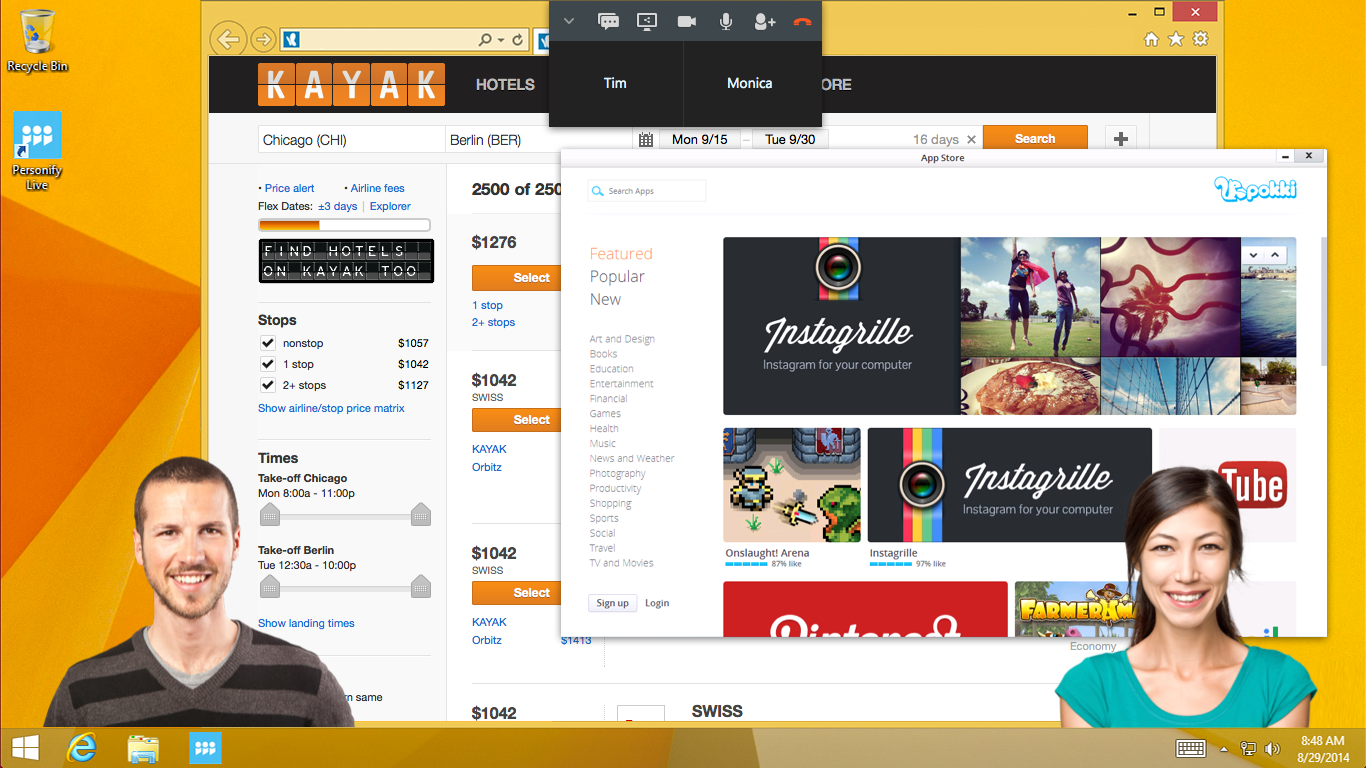 Recycle Bin
Personify
Live
Tim
Monica
KAYAK
HOTELS
ORE
Chicago (CHI)
Berlin (BER)
Mon 9/15
–
Tue 9/30
16 days
Search
• Price alert
• Airline fees
Flex Dates: ±3 days | Explorer
FIND HOTELS
ON KAYAK TOO
Stops
nonstop $1057
1 stop $1042
2+ stops $1127
Show airline/stop price matrix
Times
Take-off Chicago
Mon 8:00a - 11:00p
Take-off Berlin
Tue 12:30a - 10:00p
Show landing times
rn same
2500 of 250
$1276
Select
1 stop
2+ stops
$1042
SWISS
Select
KAYAK
Orbitz
$1042
SWISS
Select
KAYAK
Orbitz $1413
$1042
SWISS
Economy
App Store
Search Apps
pokki
Featured
Popular
New
Art and Design
Books
Education
Entertainment
Financial
Games
Health
Music
News and Weather
Photography
Productivity
Shopping
Sports
Social
Travel
TV and Movies
Sign up
Login
Instagrille
Instagram for your computer
Instagrille
Instagram for your computer
Tube
Onslaught! Arena
87% like
Instagrille
97% like
Pinterest
FARMERAMA
8:48 AM
8/29/2014